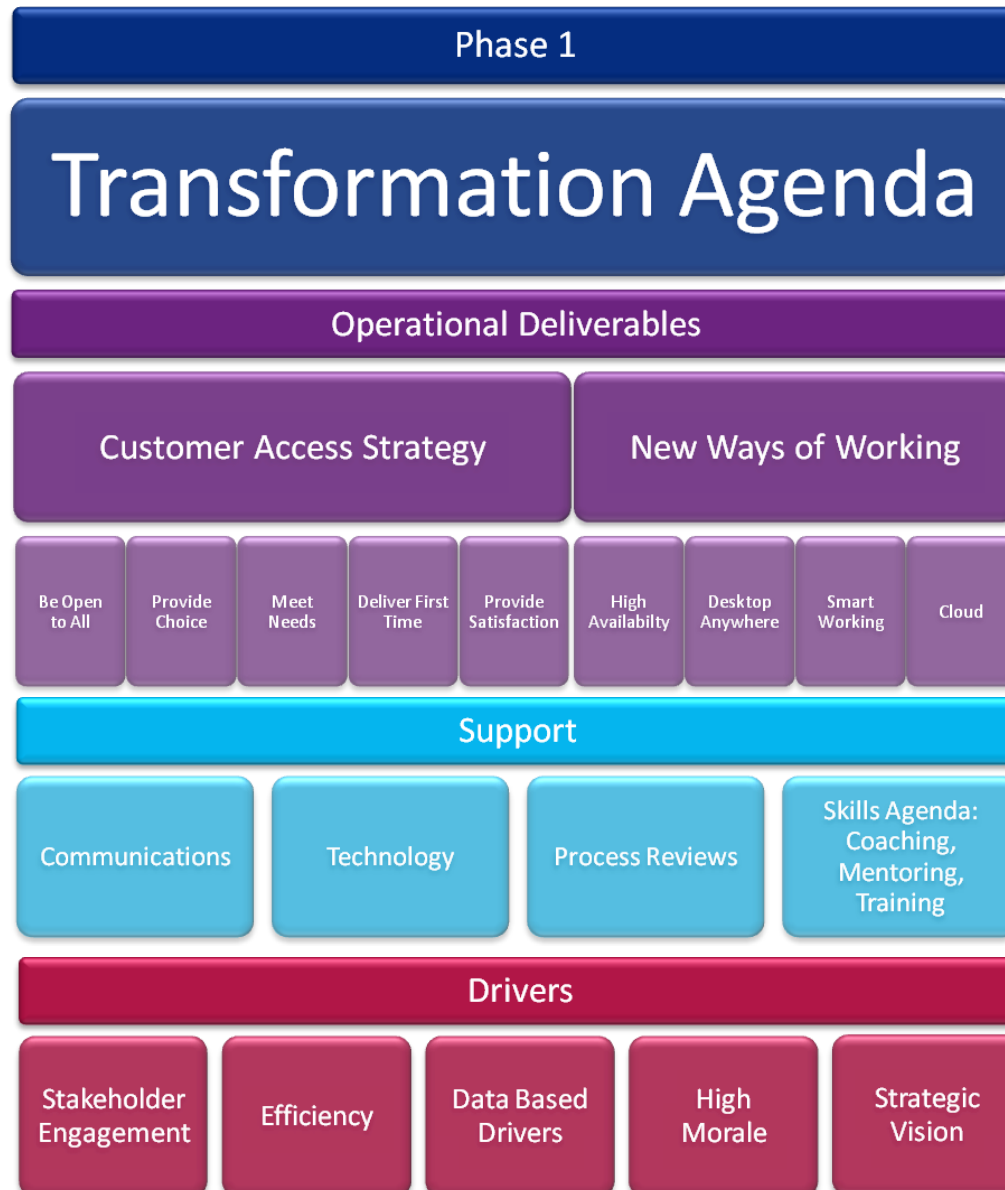 Phase 1
Transformation Agenda
Operational Deliverables
Customer Access Strategy
New Ways of Working
Be Open
to All
Provide
Choice
Meet
Needs
Deliver First
Time
Provide
Satisfaction
High
Availabilty
Desktop
Anywhere
Smart
Working
Cloud
Support
Communications
Technology
Process Reviews
Skills Agenda:
Coaching,
Mentoring,
Training
Drivers
Stakeholder
Engagement
Efficiency
Data Based
Drivers
High
Morale
Strategic
Vision